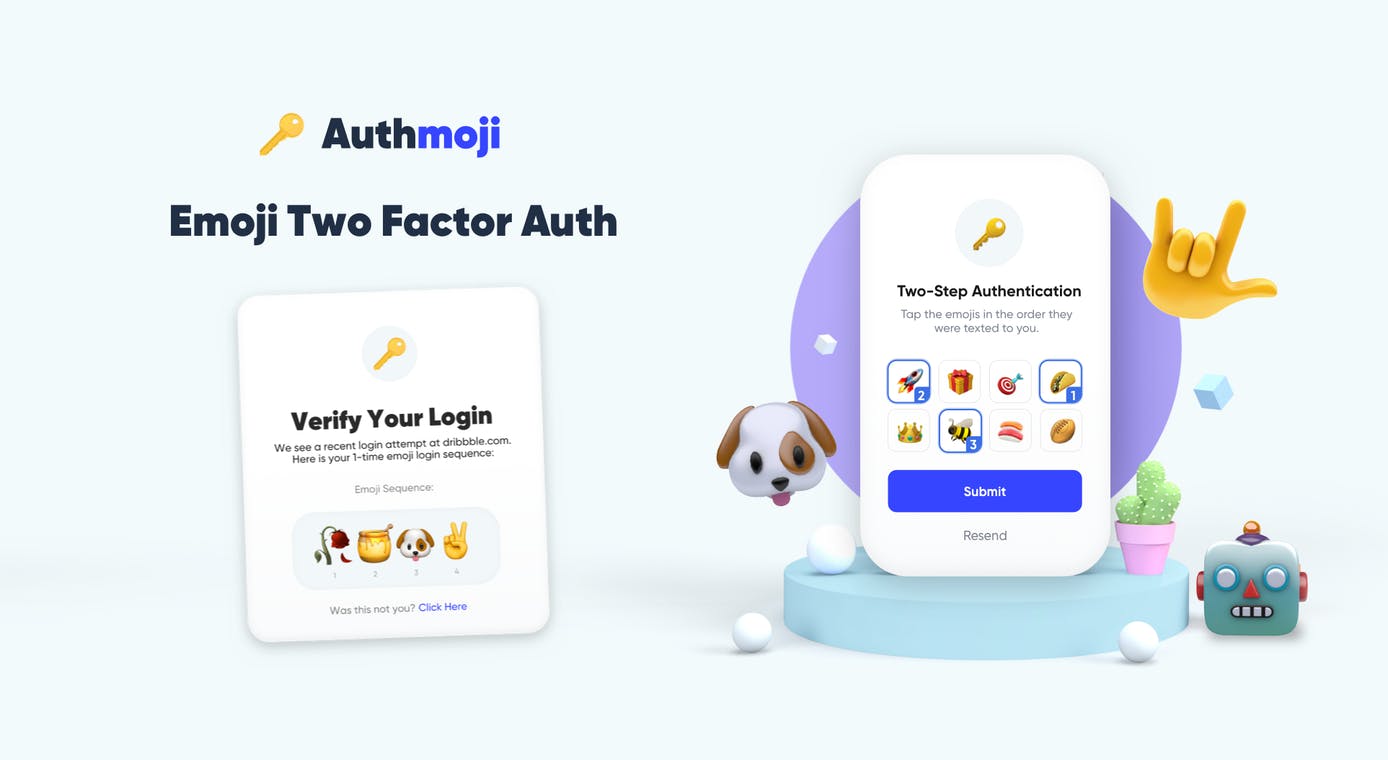 Authmoji
Emoji Two Factor Auth
Verify Your Login
We see a recent login attempt at dribbble.com.
Here is your 1-time emoji login sequence:
Emoji Sequence:
1 2 3 4
Was this not you? Click Here
Two-Step Authentication
Tap the emojis in the order they
were texted to you.
2 1
3
Submit
Resend